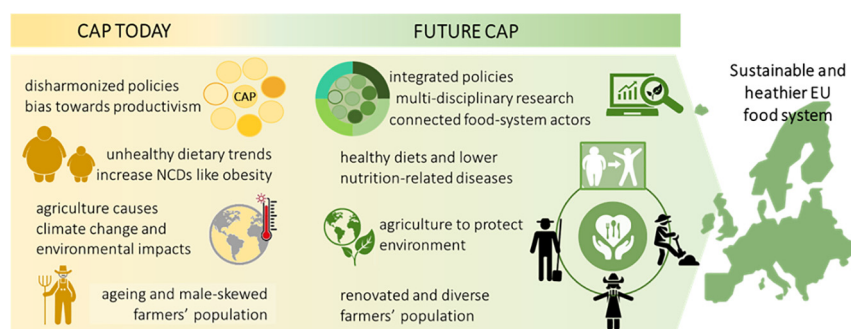 CAP TODAY
FUTURE CAP
disharmonized policies
bias towards productivism
CAP
integrated policies
multi-disciplinary research
connected food-system actors
Sustainable and
heathier EU
food system
unhealthy dietary trends
increase NCDs like obesity
healthy diets and lower
nutrition-related diseases
agriculture causes
climate change and
environmental impacts
agriculture to protect
environment
ageing and male-skewed
farmers' population
renovated and diverse
farmers' population